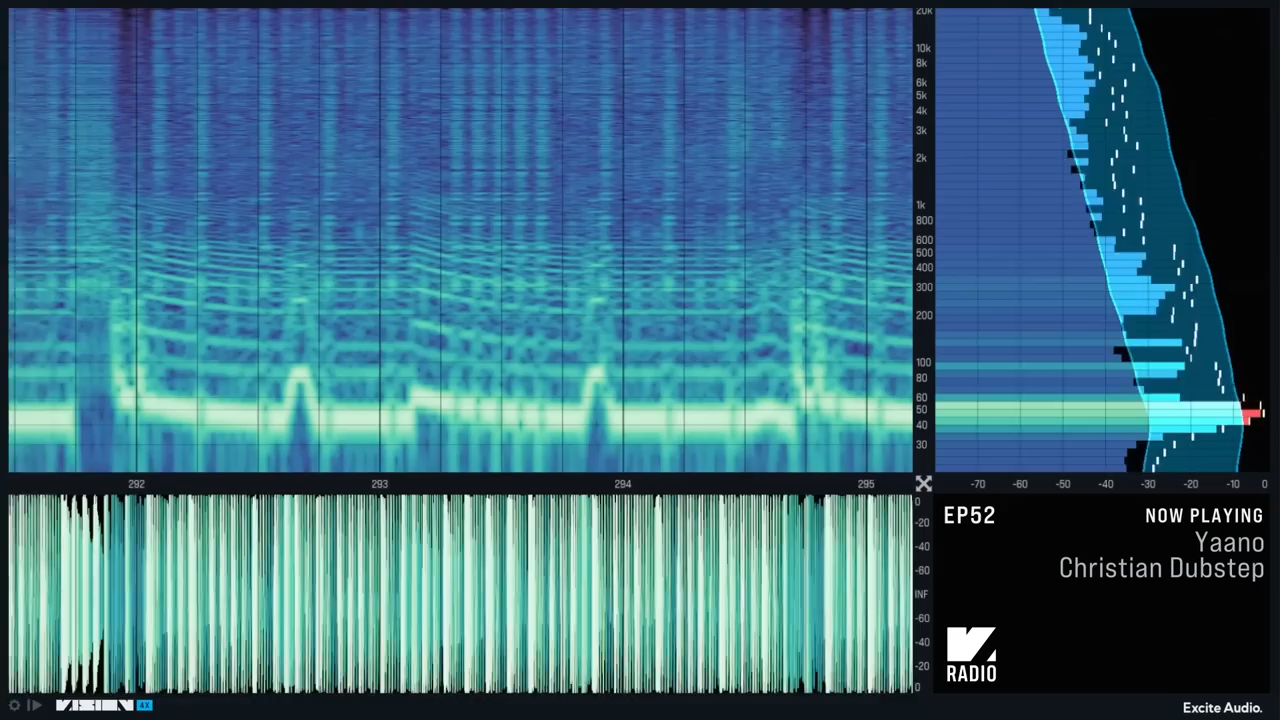 20k
10k
8k
6k
5k
4k
3k
2k
1k
800
600
500
400
300
200
100
80
60
50
40
30
292 293 294 295
-70 -60 -50 -40 -30 -20 -10 0
0
-20
-40
-60
INF
-60
-40
-20
0
EP52
NOW PLAYING
Yaano
Christian Dubstep
RADIO
VISION 4X
Excite Audio.